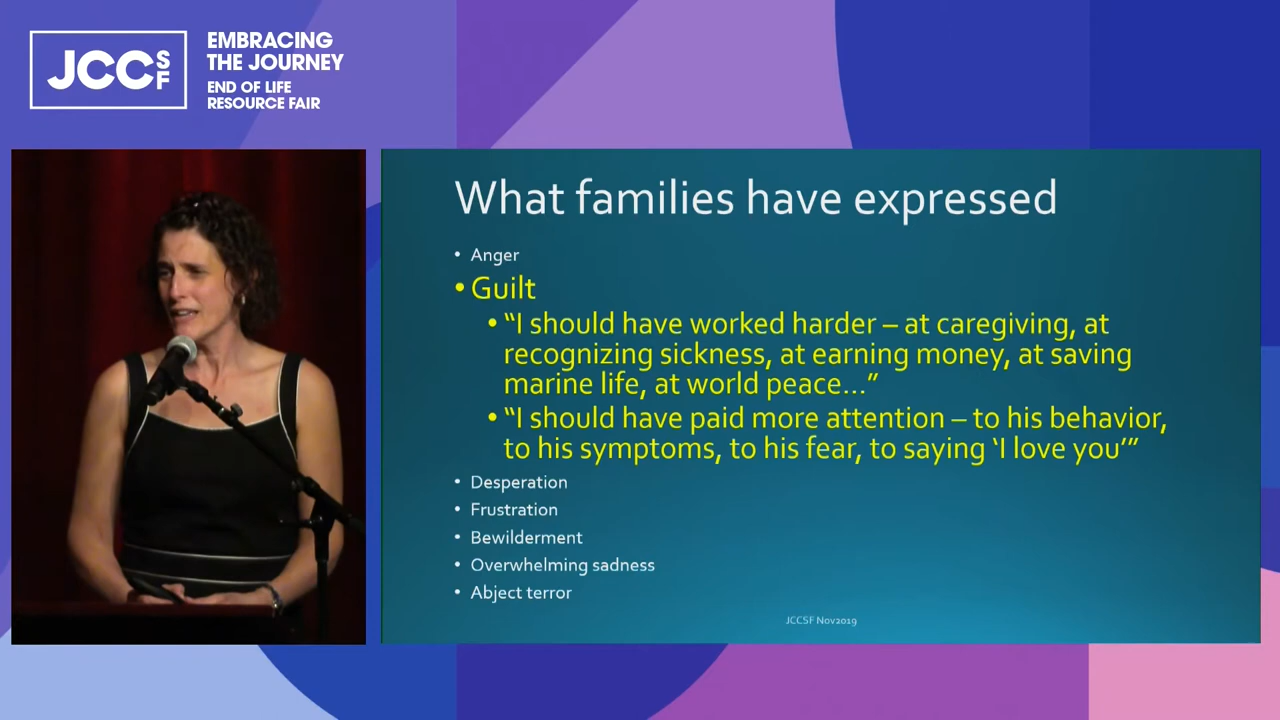 JCCSF
EMBRACING
THE JOURNEY
END OF LIFE
RESOURCE FAIR
What families have expressed
• Anger
• Guilt
• “I should have worked harder – at caregiving, at
recognizing sickness, at earning money, at saving
marine life, at world peace…”
• “I should have paid more attention – to his behavior,
to his symptoms, to his fear, to saying ‘I love you’”
• Desperation
• Frustration
• Bewilderment
• Overwhelming sadness
• Abject terror
JCCSF Nov2019